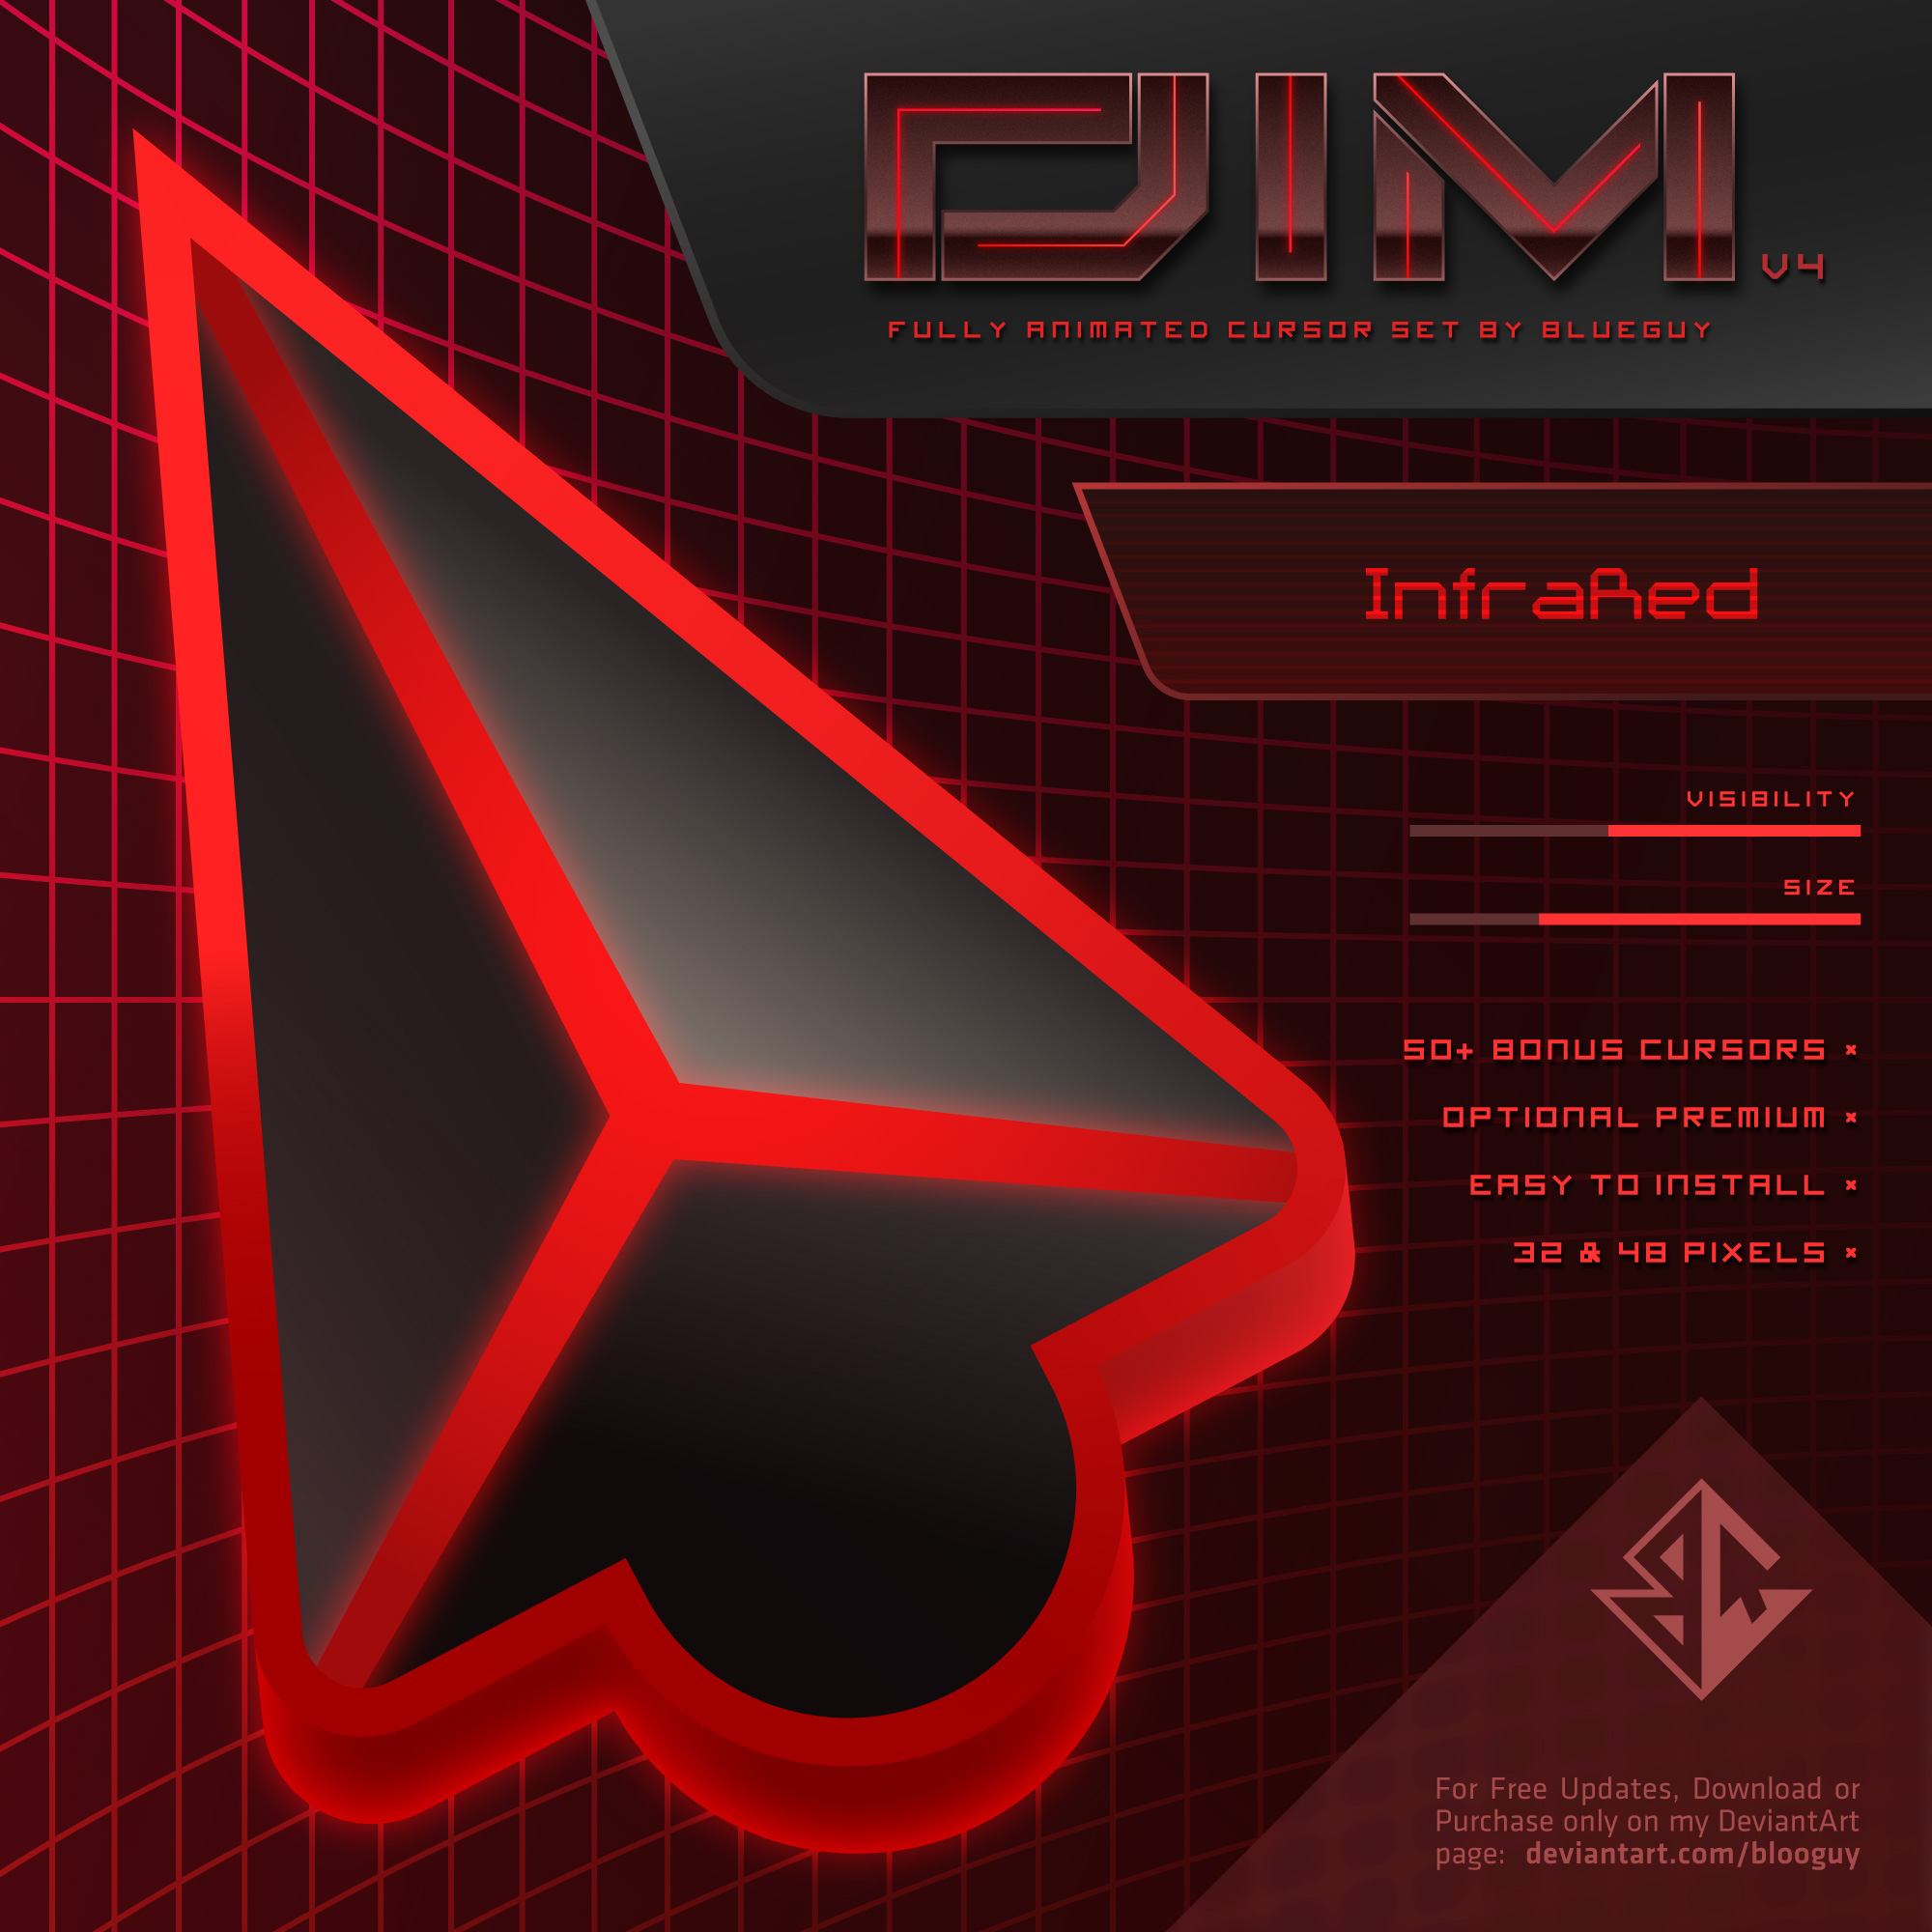 DIM V4
FULLY ANIMATED CURSOR SET BY BLUEGUY
InfraRed
VISIBILITY
SIZE
50+ BONUS CURSORS ×
OPTIONAL PREMIUM ×
EASY TO INSTALL ×
32 & 48 PIXELS ×
For Free Updates, Download or
Purchase only on my DeviantArt
page: deviantart.com/blooguy